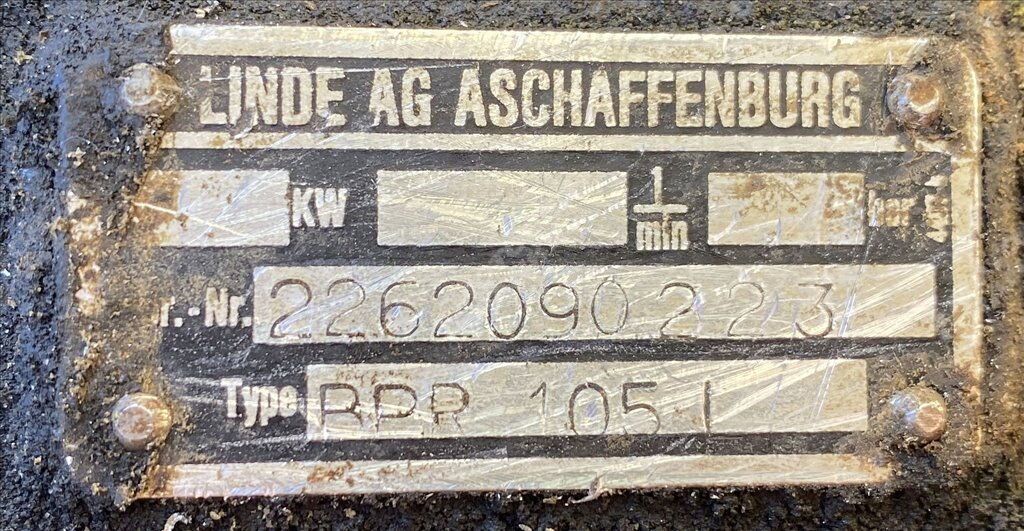 LINDE AG ASCHAFFENBURG
KW 1/min bar
r.-Nr. 2262090223
Type BPR 105 L